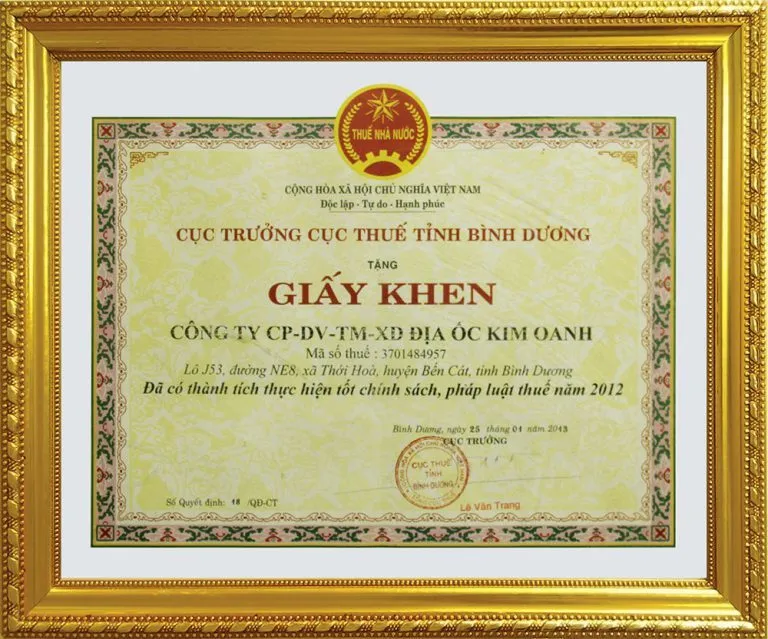 THUẾ NHÀ NƯỚC
CỘNG HÒA XÃ HỘI CHỦ NGHĨA VIỆT NAM
Độc lập - Tự do - Hạnh phúc
CỤC TRƯỞNG CỤC THUẾ TỈNH BÌNH DƯƠNG
TẶNG
GIẤY KHEN
CÔNG TY CP-DV-TM-XD ĐỊA ỐC KIM OANH
Mã số thuế : 3701484957
Lô J53, đường NE8, xã Thới Hoà, huyện Bến Cát, tỉnh Bình Dương
Đã có thành tích thực hiện tốt chính sách, pháp luật thuế năm 2012
Bình Dương, ngày 25 tháng 01 năm 2013
CỤC TRƯỞNG
CỤC THUẾ
TỈNH
BÌNH DƯƠNG
Số Quyết định: 18 /QĐ-CT
Lê Văn Trang